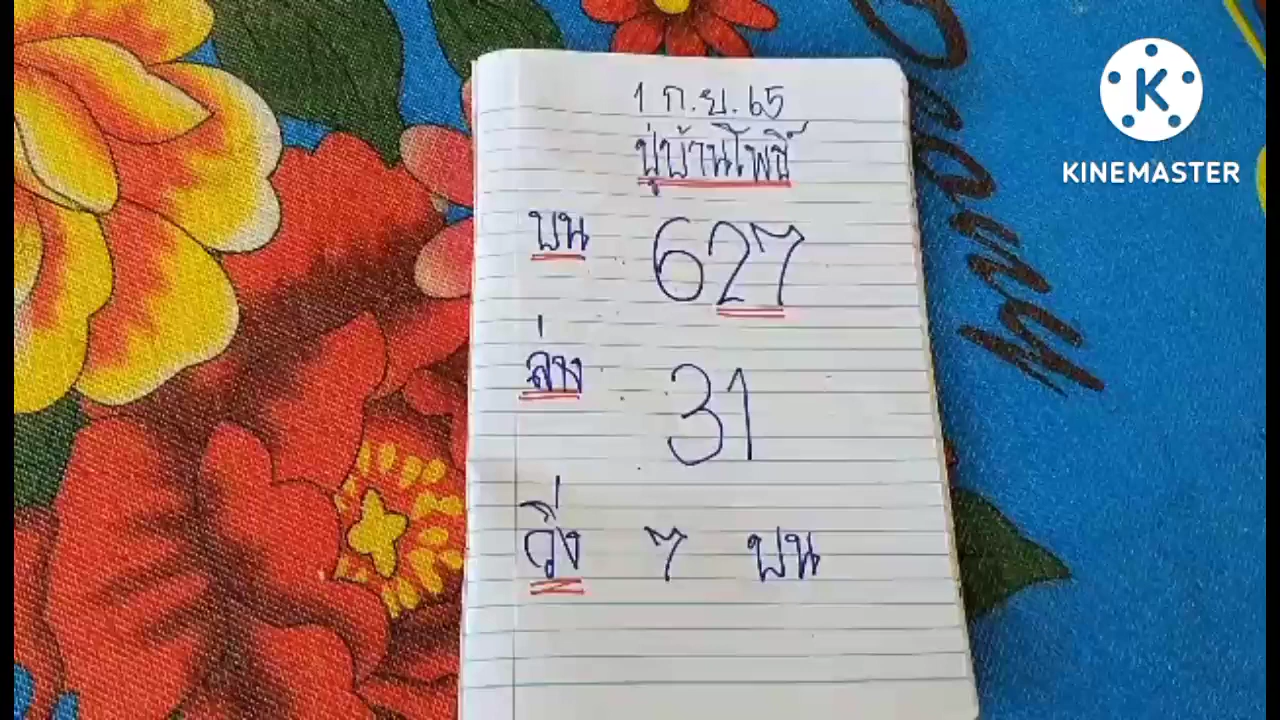 1 ก.ย. 65
ปู่บ้านโพธิ์
บน 627
ล่าง 31
วิ่ง 7 บน
K
KINEMASTER